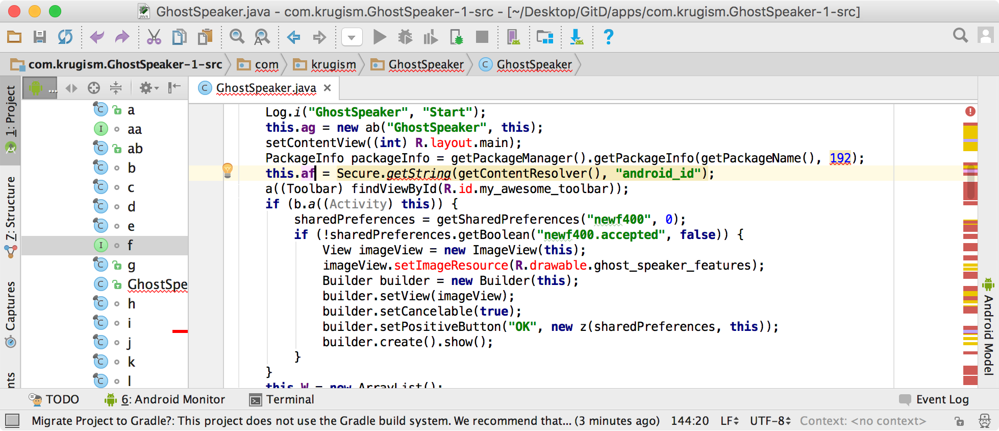 GhostSpeaker.java - com.krugism.GhostSpeaker-1-src - [~/Desktop/GitD/apps/com.krugism.GhostSpeaker-1-src]
com.krugism.GhostSpeaker-1-src com krugism GhostSpeaker GhostSpeaker
1: Project
Z: Structure
Captures
nts
...
a
aa
ab
b
c
d
e
f
g
GhostSpe
h
i
j
k
l
GhostSpeaker.java
Log.i("GhostSpeaker", "Start");
this.ag = new ab("GhostSpeaker", this);
setContentView((int) R.layout.main);
PackageInfo packageInfo = getPackageManager().getPackageInfo(getPackageName(), 192);
this.af = Secure.getString(getContentResolver(), "android_id");
a((Toolbar) findViewById(R.id.my_awesome_toolbar));
if (b.a((Activity) this)) {
sharedPreferences = getSharedPreferences("newf400", 0);
if (!sharedPreferences.getBoolean("newf400.accepted", false)) {
View imageView = new ImageView(this);
imageView.setImageResource(R.drawable.ghost_speaker_features);
Builder builder = new Builder(this);
builder.setView(imageView);
builder.setCancelable(true);
builder.setPositiveButton("OK", new z(sharedPreferences, this));
builder.create().show();
}
}
this.W = new ArrayList();
Android Model
TODO 6: Android Monitor Terminal Event Log
Migrate Project to Gradle?: This project does not use the Gradle build system. We recommend that... (3 minutes ago) 144:20 LF UTF-8 Context: <no context>